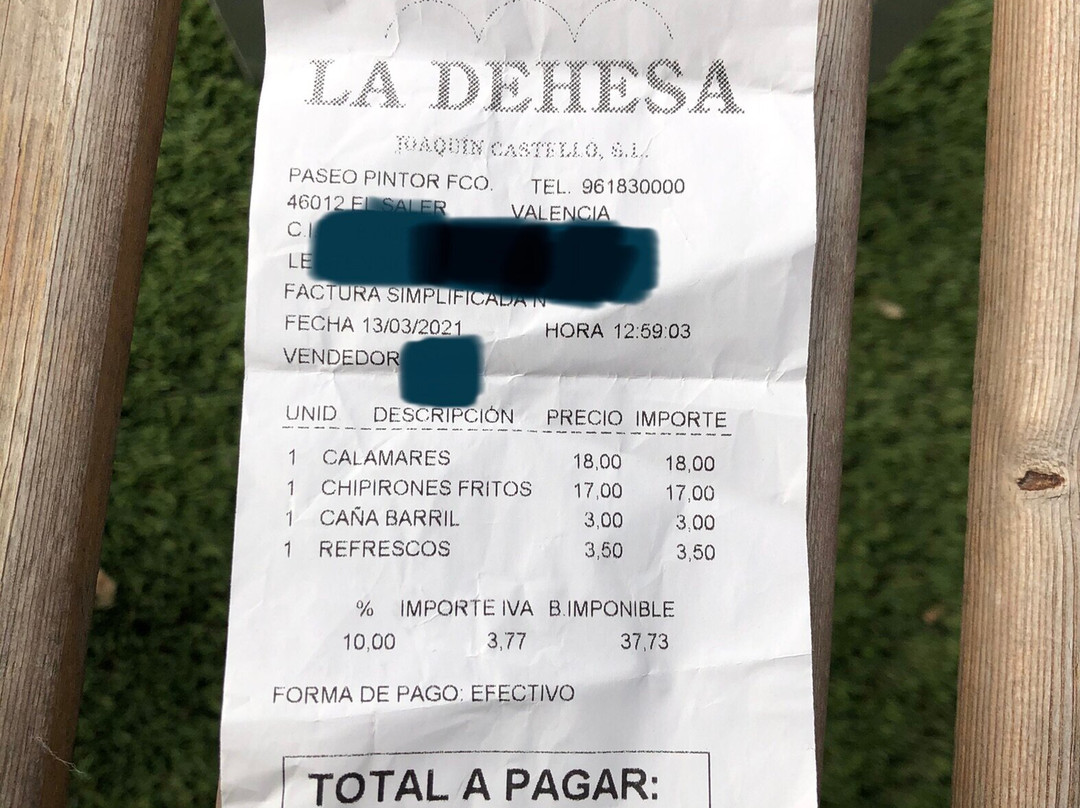 LA DEHESA
JOAQUIN CASTELLO, S.L.
PASEO PINTOR FCO. TEL. 961830000
46012 EL SALER VALENCIA
C.I
LE
FACTURA SIMPLIFICADA N
FECHA 13/03/2021 HORA 12:59:03
VENDEDOR
UNID DESCRIPCIÓN PRECIO IMPORTE
1 CALAMARES 18,00 18,00
1 CHIPIRONES FRITOS 17,00 17,00
1 CAÑA BARRIL 3,00 3,00
1 REFRESCOS 3,50 3,50
% IMPORTE IVA B.IMPONIBLE
10,00 3,77 37,73
FORMA DE PAGO: EFECTIVO
TOTAL A PAGAR: